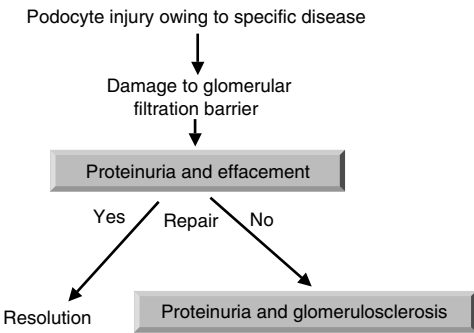 Podocyte injury owing to specific disease
Damage to glomerular
filtration barrier
Proteinuria and effacement
Yes Repair No
Resolution
Proteinuria and glomerulosclerosis